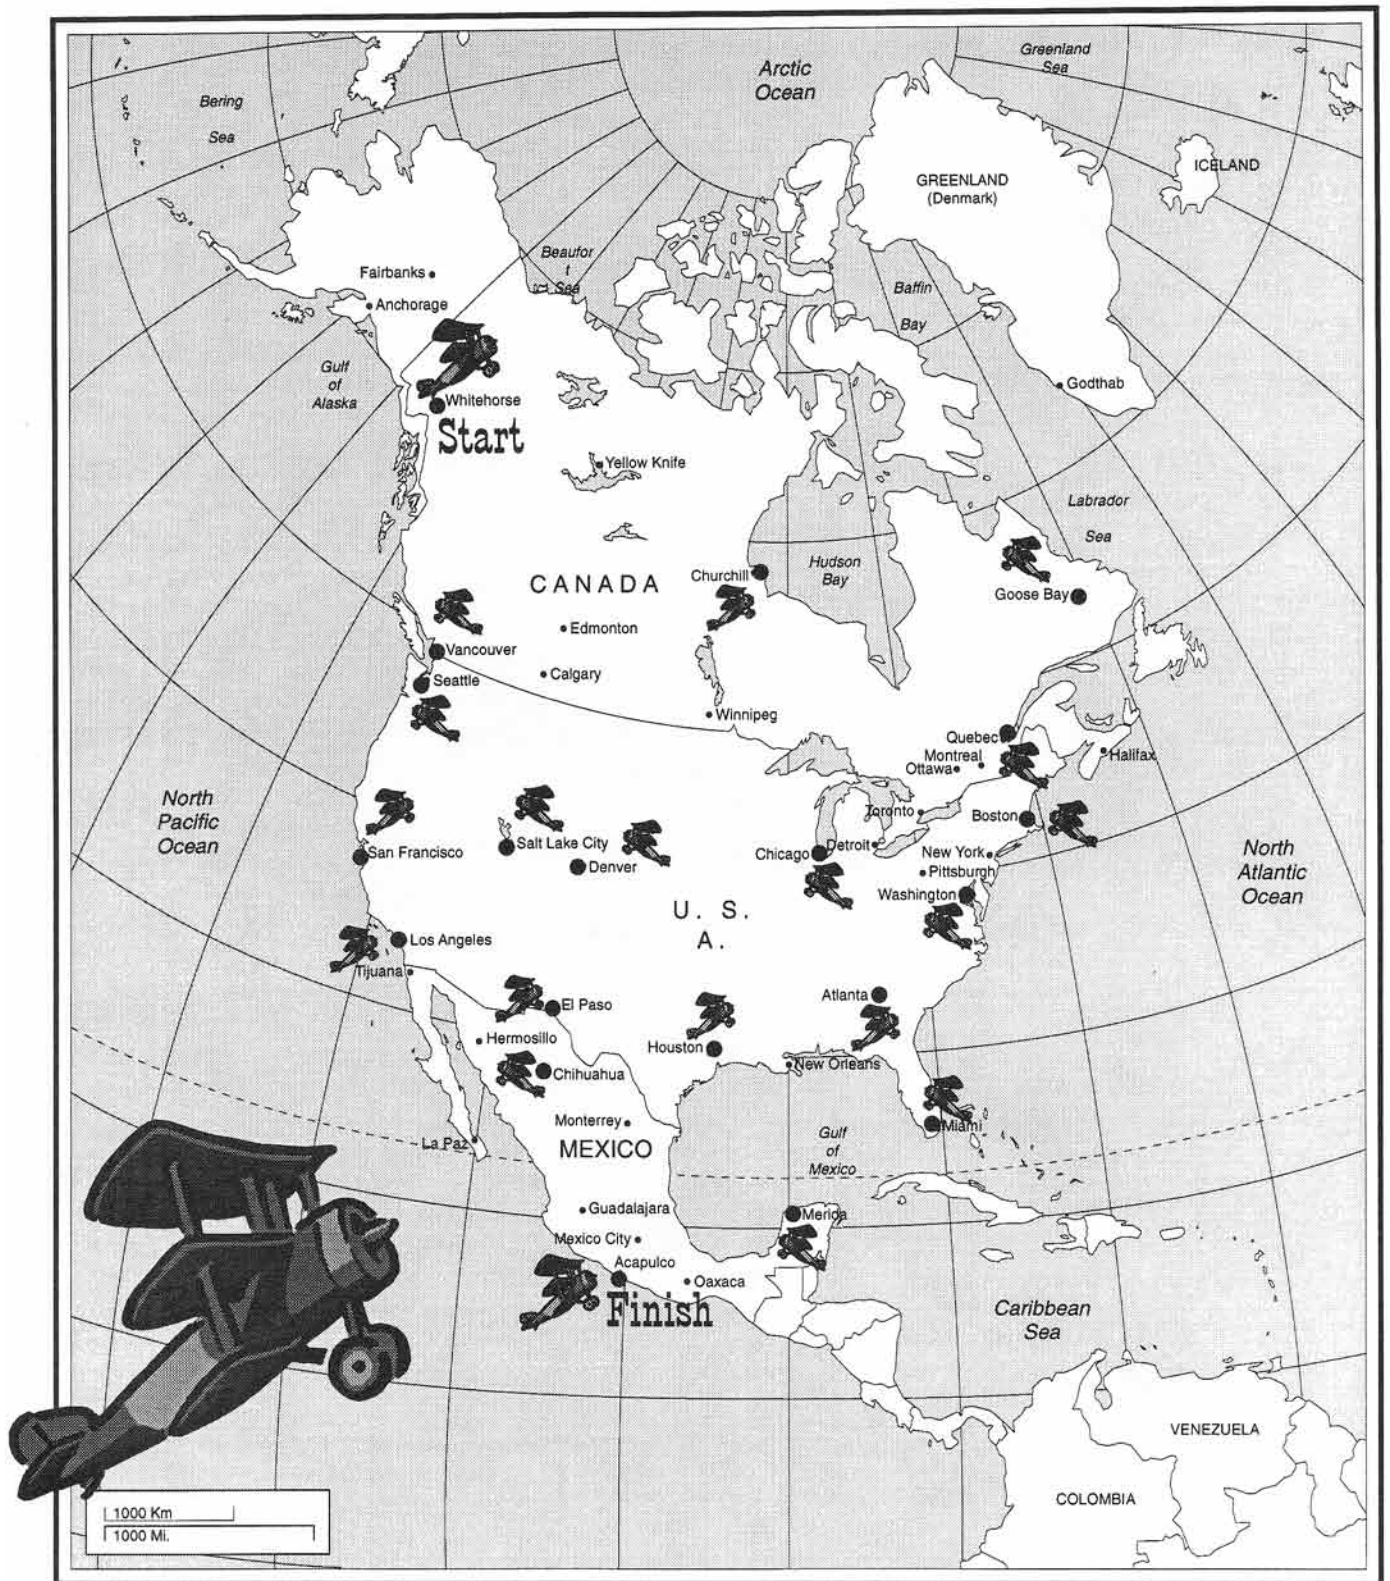 Arctic
Ocean
Greenland
Sea
Bering
Sea
ICELAND
GREENLAND
(Denmark)
Beaufor
t
Sea
Fairbanks
Baffin
Bay
Anchorage
Gulf
of
Alaska
Godthab
Whitehorse
Start
Yellow Knife
Labrador
Sea
Hudson
Bay
Churchill
CANADA
Goose Bay
Edmonton
Vancouver
Calgary
Seattle
Winnipeg
Quebec
Montreal
Halifax
Ottawa
North
Pacific
Ocean
Toronto
Boston
Salt Lake City
San Francisco
Chicago
Detroit
New York
Denver
Pittsburgh
North
Atlantic
Ocean
Washington
U. S.
A.
Los Angeles
Tijuana
Atlanta
El Paso
Hermosillo
Houston
New Orleans
Chihuahua
Monterrey
Miami
La Paz
MEXICO
Gulf
of
Mexico
Guadalajara
Merida
Mexico City
Acapulco
Oaxaca
Finish
Caribbean
Sea
VENEZUELA
COLOMBIA
1000 Km
1000 Mi.